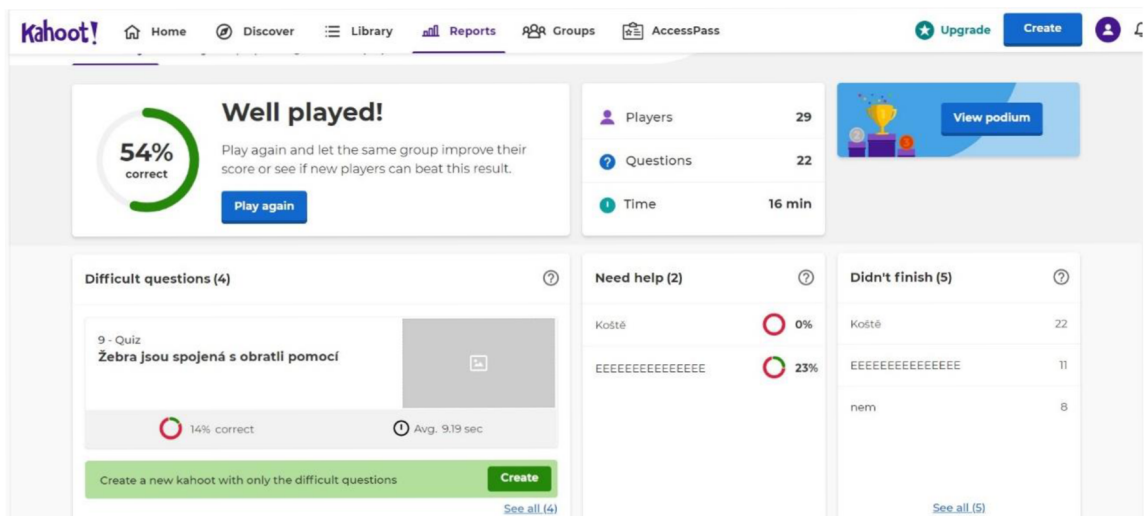 Kahoot!
Home
Discover
Library
Reports
Groups
AccessPass
Upgrade
Create
54%
correct
Well played!
Play again and let the same group improve their
score or see if new players can beat this result.
Play again
Players 29
Questions 22
Time 16 min
View podium
Difficult questions (4)
9 - Quiz
Žebra jsou spojená s obratli pomocí
14% correct
Avg. 9.19 sec
Create a new kahoot with only the difficult questions
Create
See all (4)
Need help (2)
Koště 0%
EEEEEEEEEEEEEEE 23%
Didn't finish (5)
Koště 22
EEEEEEEEEEEEEEE 11
nem 8
See all (5)